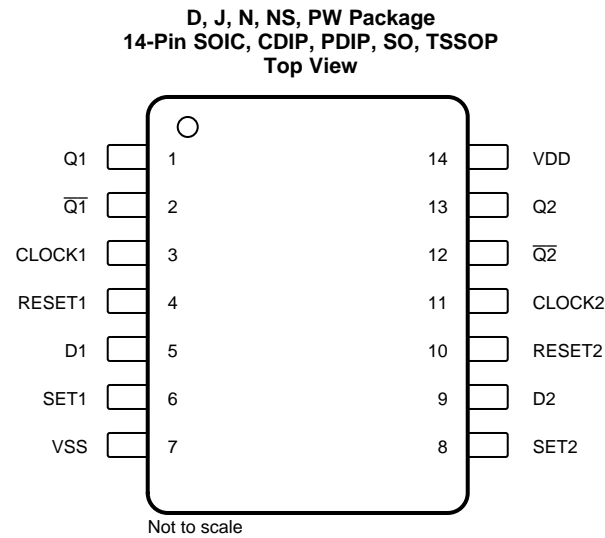 D, J, N, NS, PW Package
14-Pin SOIC, CDIP, PDIP, SO, TSSOP
Top View
Q1 1 14 VDD
Q̅1̅ 2 13 Q2
CLOCK1 3 12 Q̅2̅
RESET1 4 11 CLOCK2
D1 5 10 RESET2
SET1 6 9 D2
VSS 7 8 SET2
Not to scale